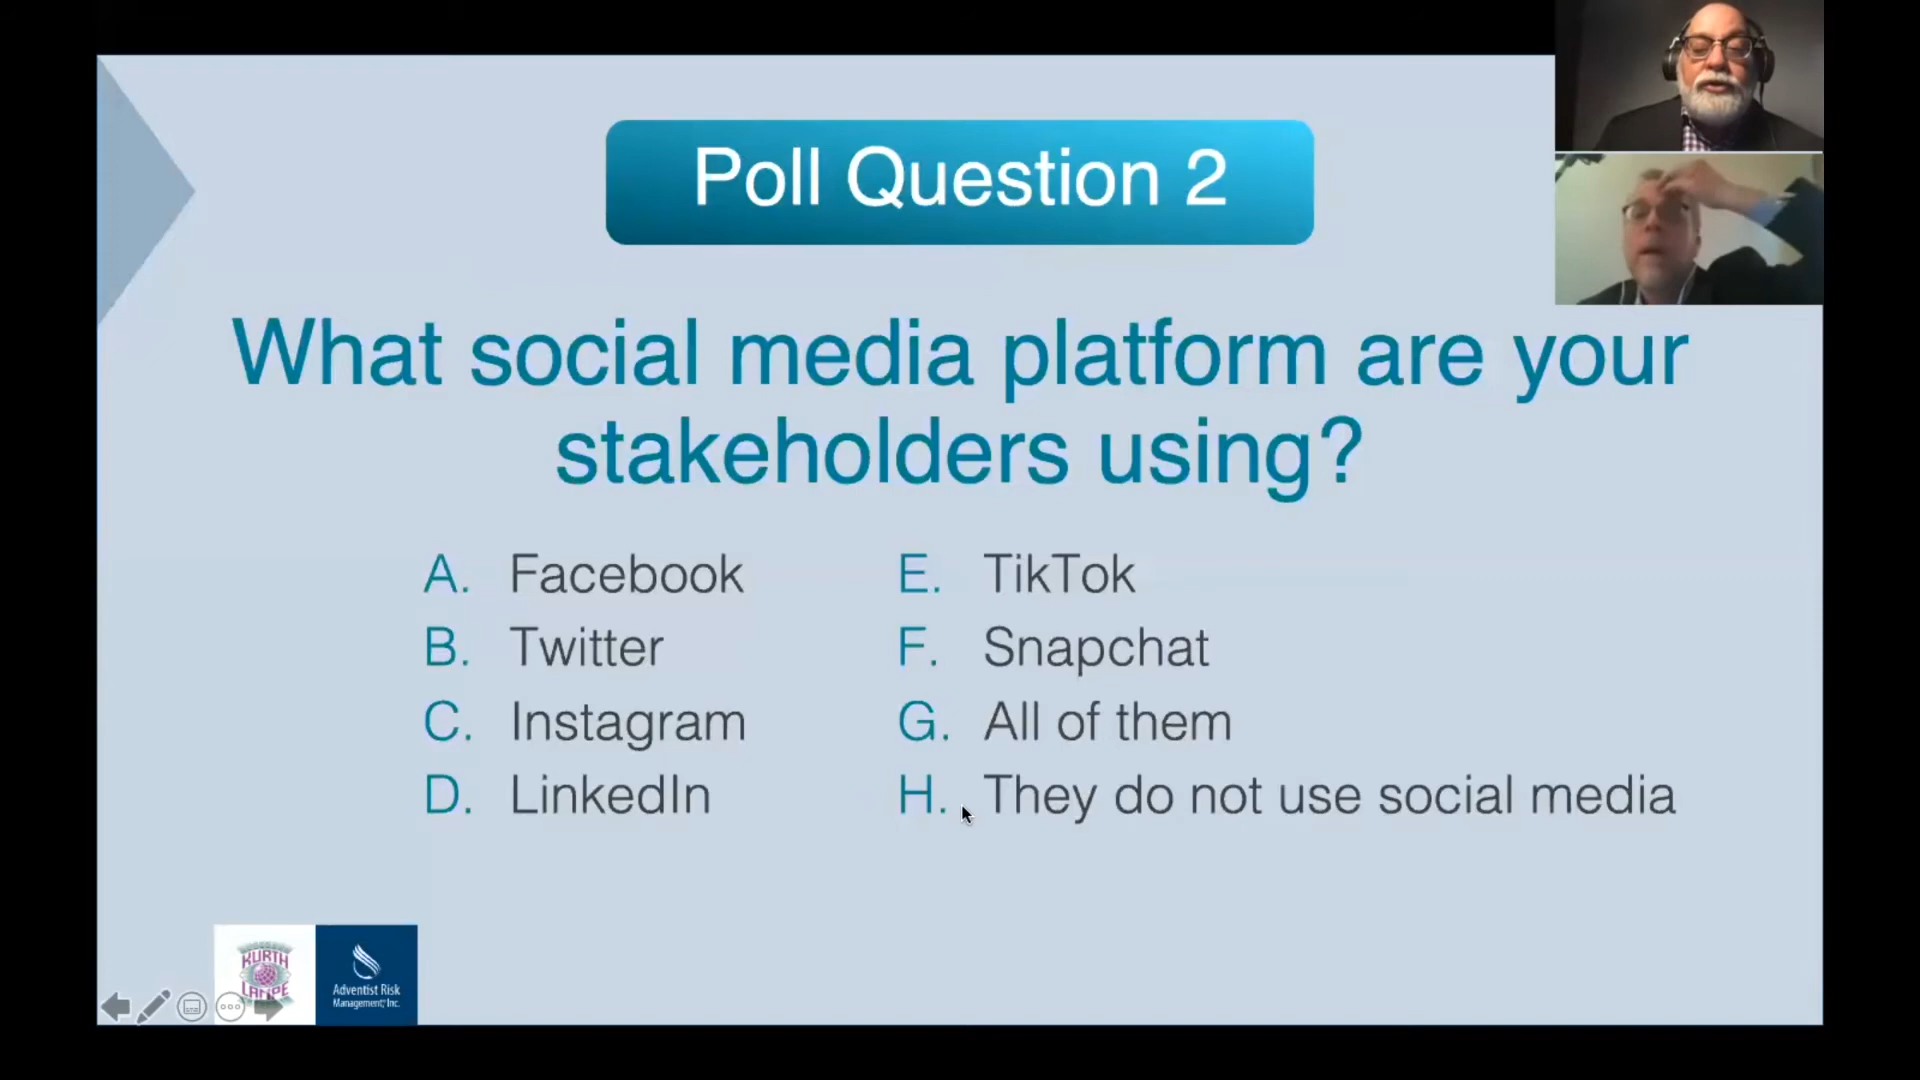 Poll Question 2
What social media platform are your
stakeholders using?
A. Facebook
B. Twitter
C. Instagram
D. LinkedIn
E. TikTok
F. Snapchat
G. All of them
H. They do not use social media
KURTH
LAMPE
Adventist Risk
Management, Inc.